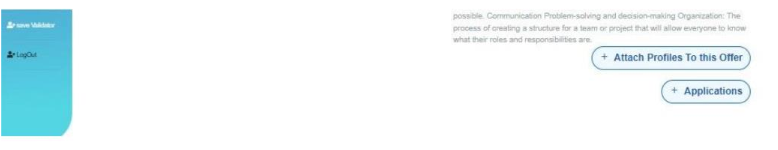 save Validator
LogOut
possible. Communication Problem-solving and decision-making Organization: The
process of creating a structure for a team or project that will allow everyone to know
what their roles and responsibilities are.
+ Attach Profiles To this Offer
+ Applications